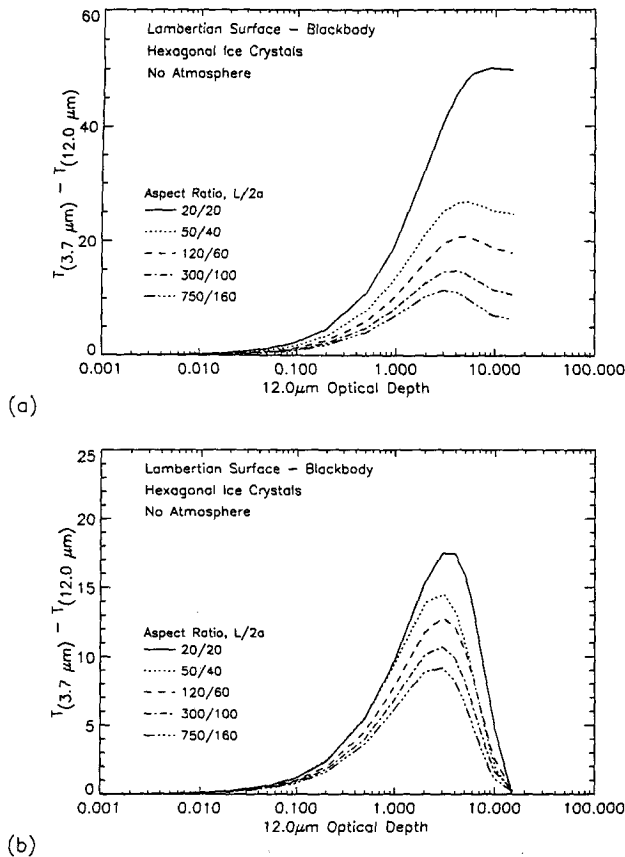 60
Lambertian Surface – Blackbody
Hexagonal Ice Crystals
No Atmosphere
40
T(3.7 μm) – T(12.0 μm)
Aspect Ratio, L/2a
20/20
50/40
20
120/60
300/100
750/160
0
0.001 0.010 0.100 1.000 10.000 100.000
12.0μm Optical Depth
(a)
25
Lambertian Surface – Blackbody
Hexagonal Ice Crystals
20
No Atmosphere
15
T(3.7 μm) – T(12.0 μm)
Aspect Ratio, L/2a
10
20/20
50/40
120/60
5
300/100
750/160
0
0.001 0.010 0.100 1.000 10.000 100.000
12.0μm Optical Depth
(b)